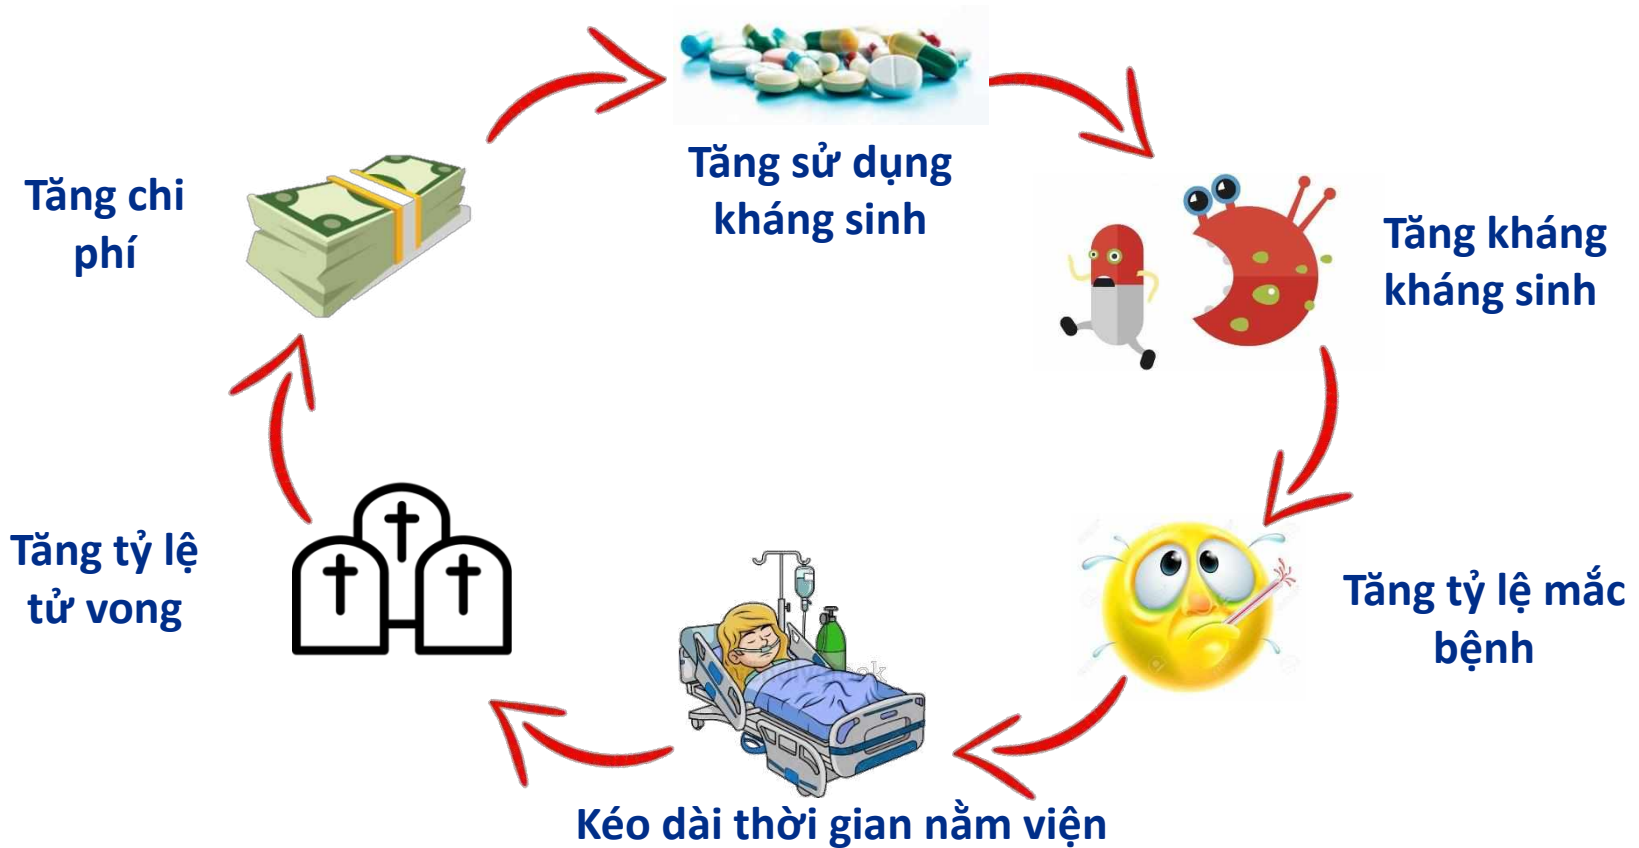 Tăng sử dụng
kháng sinh
Tăng chi
phí
Tăng kháng
kháng sinh
Tăng tỷ lệ
tử vong
Tăng tỷ lệ mắc
bệnh
Kéo dài thời gian nằm viện